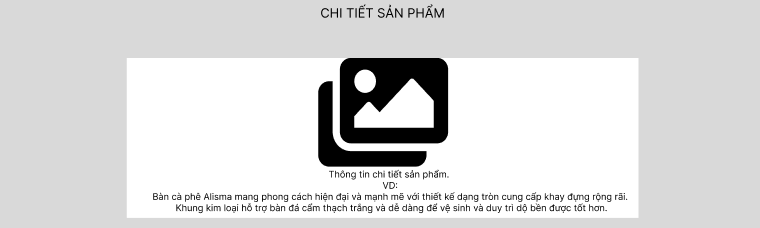 CHI TIẾT SẢN PHẨM
Thông tin chi tiết sản phẩm.
VD:
Bàn cà phê Alisma mang phong cách hiện đại và mạnh mẽ với thiết kế dạng tròn cung cấp khay đựng rộng rãi.
Khung kim loại hỗ trợ bàn đá cẩm thạch trắng và dễ dàng để vệ sinh và duy trì độ bền được tốt hơn.